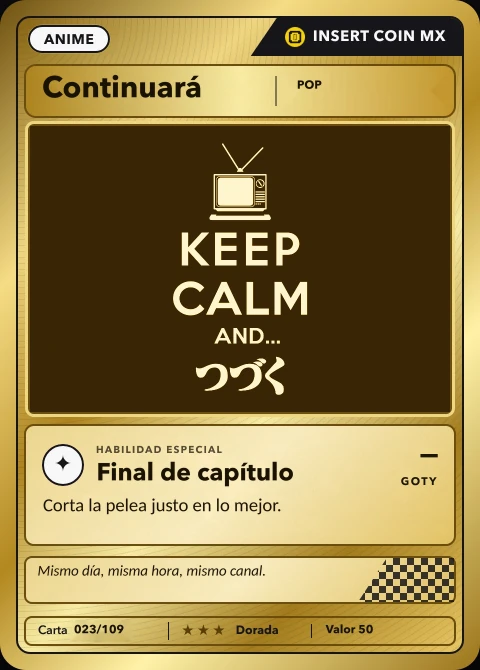 ANIME
INSERT COIN MX
Continuará
POP
KEEP
CALM
AND...
つづく
HABILIDAD ESPECIAL
Final de capítulo
—
GOTY
Corta la pelea justo en lo mejor.
Mismo día, misma hora, mismo canal.
Carta 023/109
★★★ Dorada
Valor 50